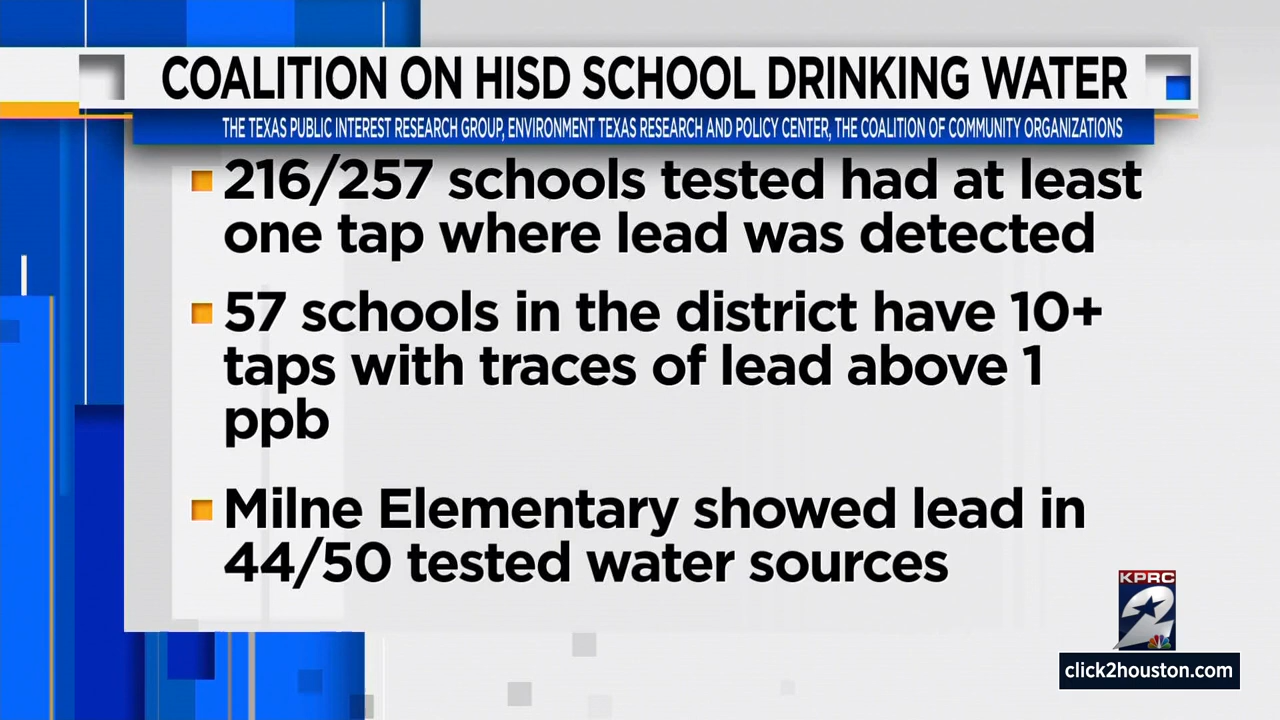 COALITION ON HISD SCHOOL DRINKING WATER
THE TEXAS PUBLIC INTEREST RESEARCH GROUP, ENVIRONMENT TEXAS RESEARCH AND POLICY CENTER, THE COALITION OF COMMUNITY ORGANIZATIONS
216/257 schools tested had at least
one tap where lead was detected
57 schools in the district have 10+
taps with traces of lead above 1
ppb
Milne Elementary showed lead in
44/50 tested water sources
KPRC
2
click2houston.com